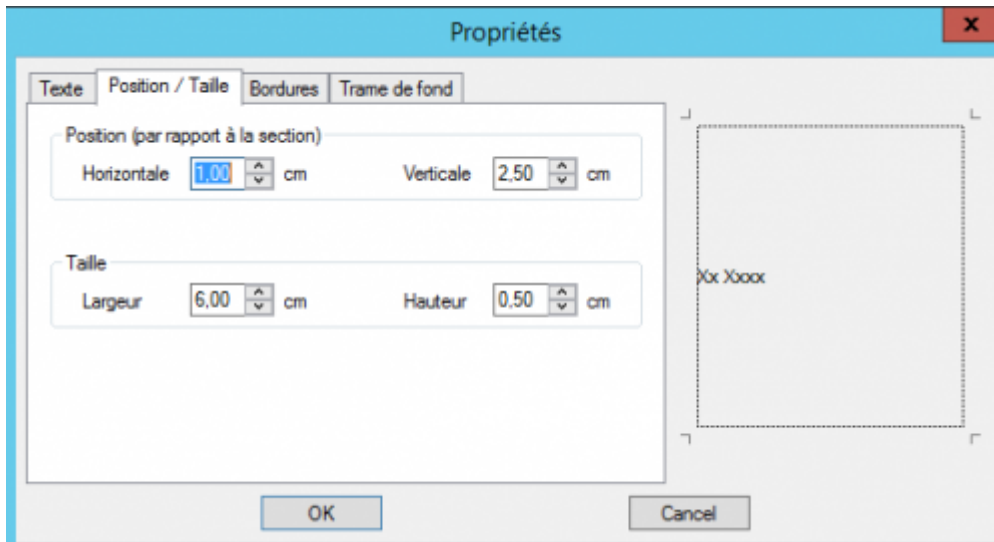 Propriétés
x
Texte Position / Taille Bordures Trame de fond
Position (par rapport à la section)
Horizontale 1,00 cm Verticale 2,50 cm
Taille
Largeur 6,00 cm Hauteur 0,50 cm
Xx Xxxx
OK Cancel